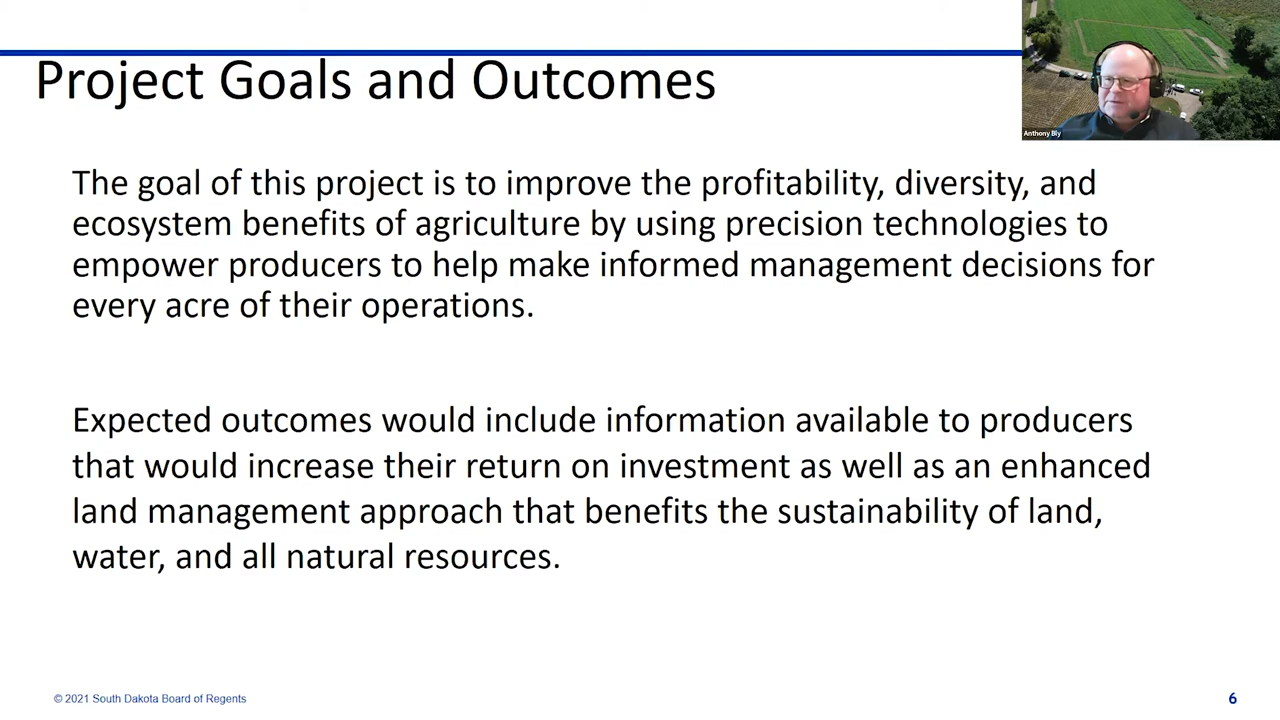 Project Goals and Outcomes
Anthony Bly
The goal of this project is to improve the profitability, diversity, and
ecosystem benefits of agriculture by using precision technologies to
empower producers to help make informed management decisions for
every acre of their operations.
Expected outcomes would include information available to producers
that would increase their return on investment as well as an enhanced
land management approach that benefits the sustainability of land,
water, and all natural resources.
© 2021 South Dakota Board of Regents
6